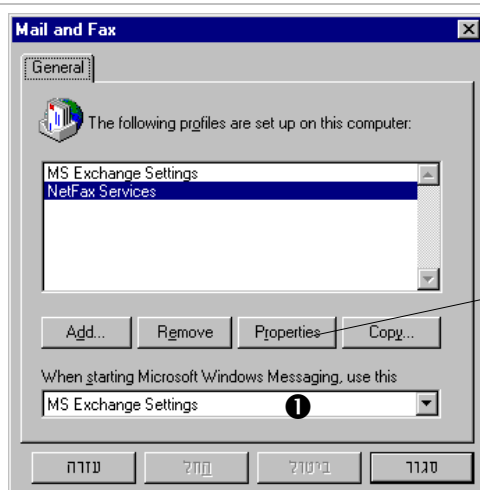 Mail and Fax
General
The following profiles are set up on this computer:
MS Exchange Settings
NetFax Services
Add... Remove Properties Copy...
When starting Microsoft Windows Messaging, use this
MS Exchange Settings ❶
עזרה החל ביטול סגור